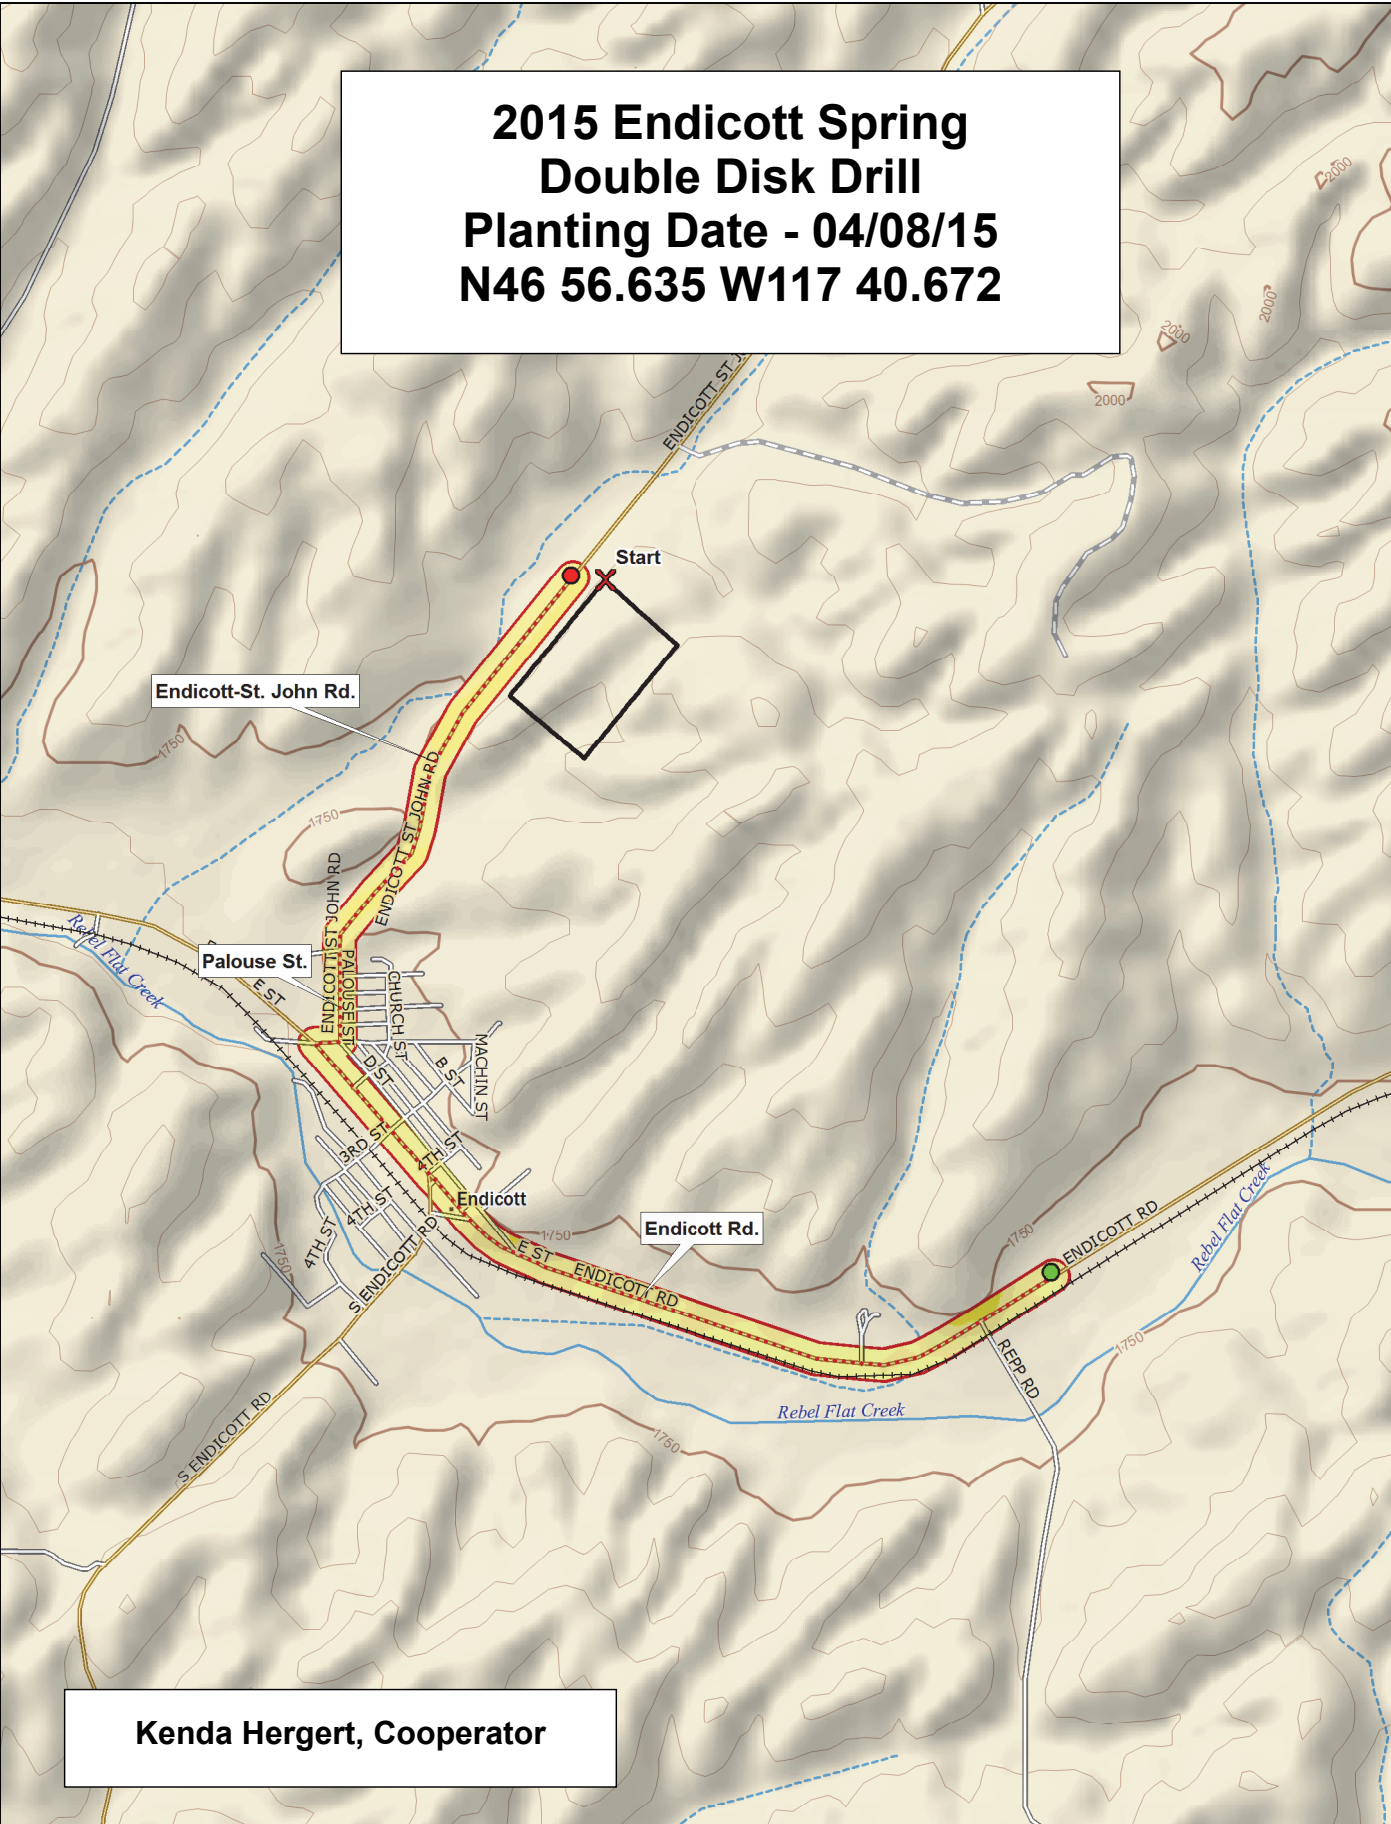 2015 Endicott Spring
Double Disk Drill
Planting Date - 04/08/15
N46 56.635 W117 40.672
2000
2000
2000
2000
ENDICOTT ST J
Start
Endicott-St. John Rd.
1750
ENDICOTT ST JOHN RD
1750
ENDICOTT ST JOHN RD
Rebel Flat Creek
Palouse St.
E ST
PALOUSE ST
CHURCH ST
MACHIN ST
D ST
B ST
3RD ST
4TH ST
4TH ST
4TH ST
Endicott
1750
S ENDICOTT RD
1750
E ST
ENDICOTT RD
Endicott Rd.
1750
ENDICOTT RD
Rebel Flat Creek
REPP RD
1750
Rebel Flat Creek
1750
S ENDICOTT RD
Kenda Hergert, Cooperator